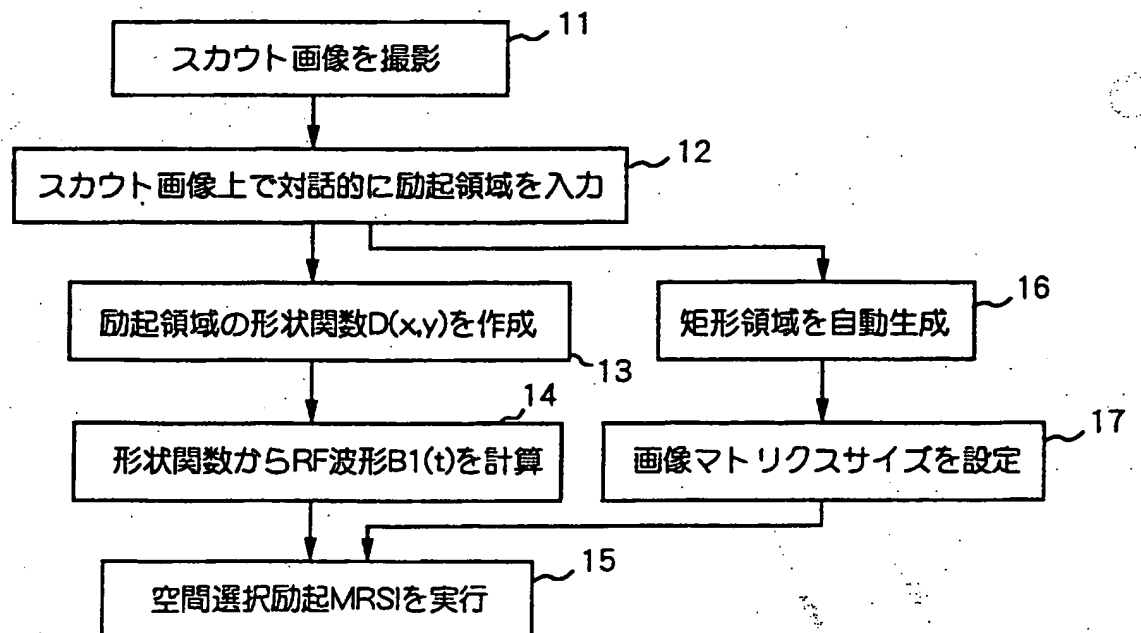 スカウト画像を撮影
11
スカウト画像上で対話的に励起領域を入力
12
励起領域の形状関数D(x,y)を作成
13
矩形領域を自動生成
16
形状関数からRF波形B1(t)を計算
14
画像マトリクスサイズを設定
17
空間選択励起MRSIを実行
15